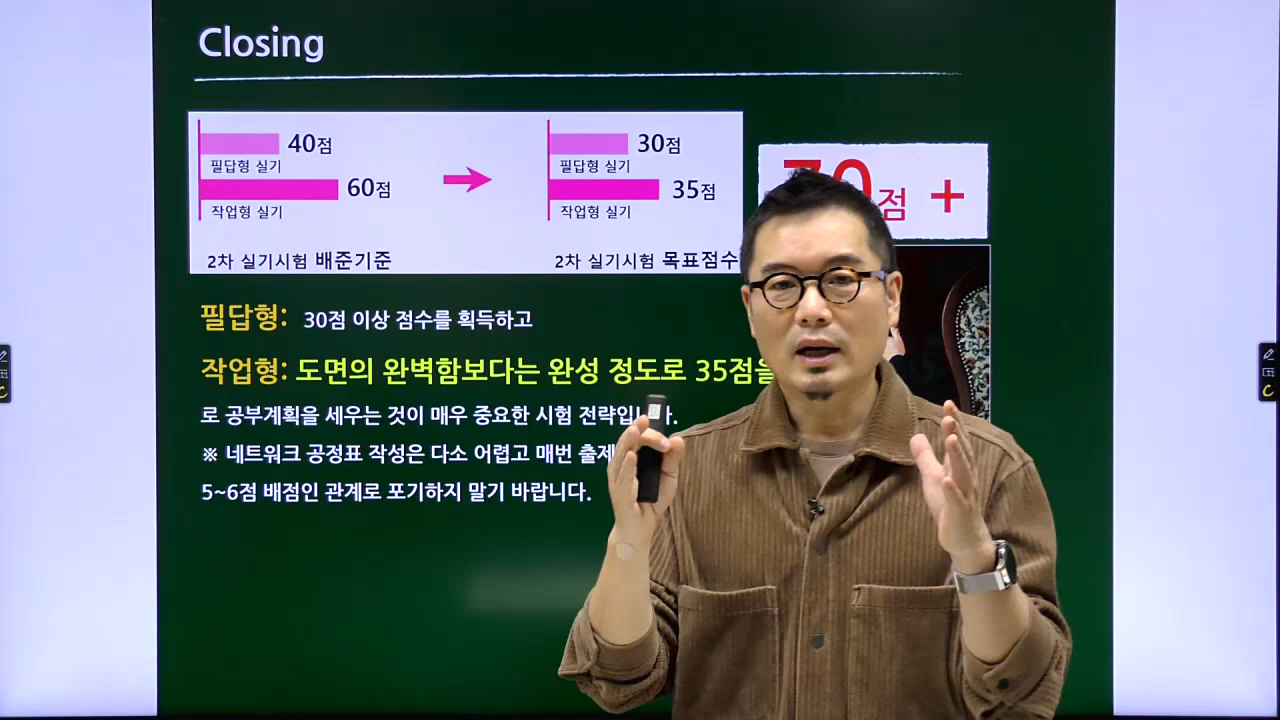 Closing
40점
필답형 실기
60점
작업형 실기
2차 실기시험 배준기준
30점
필답형 실기
35점
작업형 실기
2차 실기시험 목표점수
70점 +
필답형: 30점 이상 점수를 획득하고
작업형: 도면의 완벽함보다는 완성 정도로 35점을
로 공부계획을 세우는 것이 매우 중요한 시험 전략입니다.
※ 네트워크 공정표 작성은 다소 어렵고 매번 출제
5~6점 배점인 관계로 포기하지 말기 바랍니다.